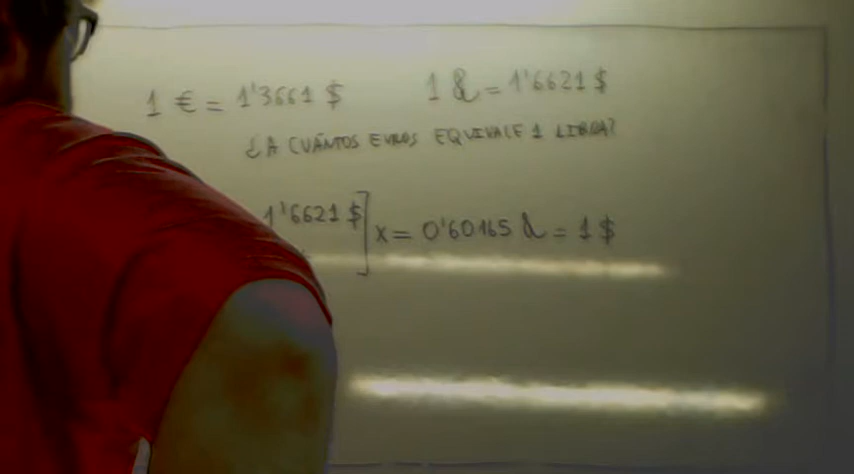 1 € = 1'3661 $ 1 & = 1'6621 $
¿A CUÁNTOS EUROS EQUIVALE 1 LIBRA?
1'6621 $] x = 0'60165 & = 1 $